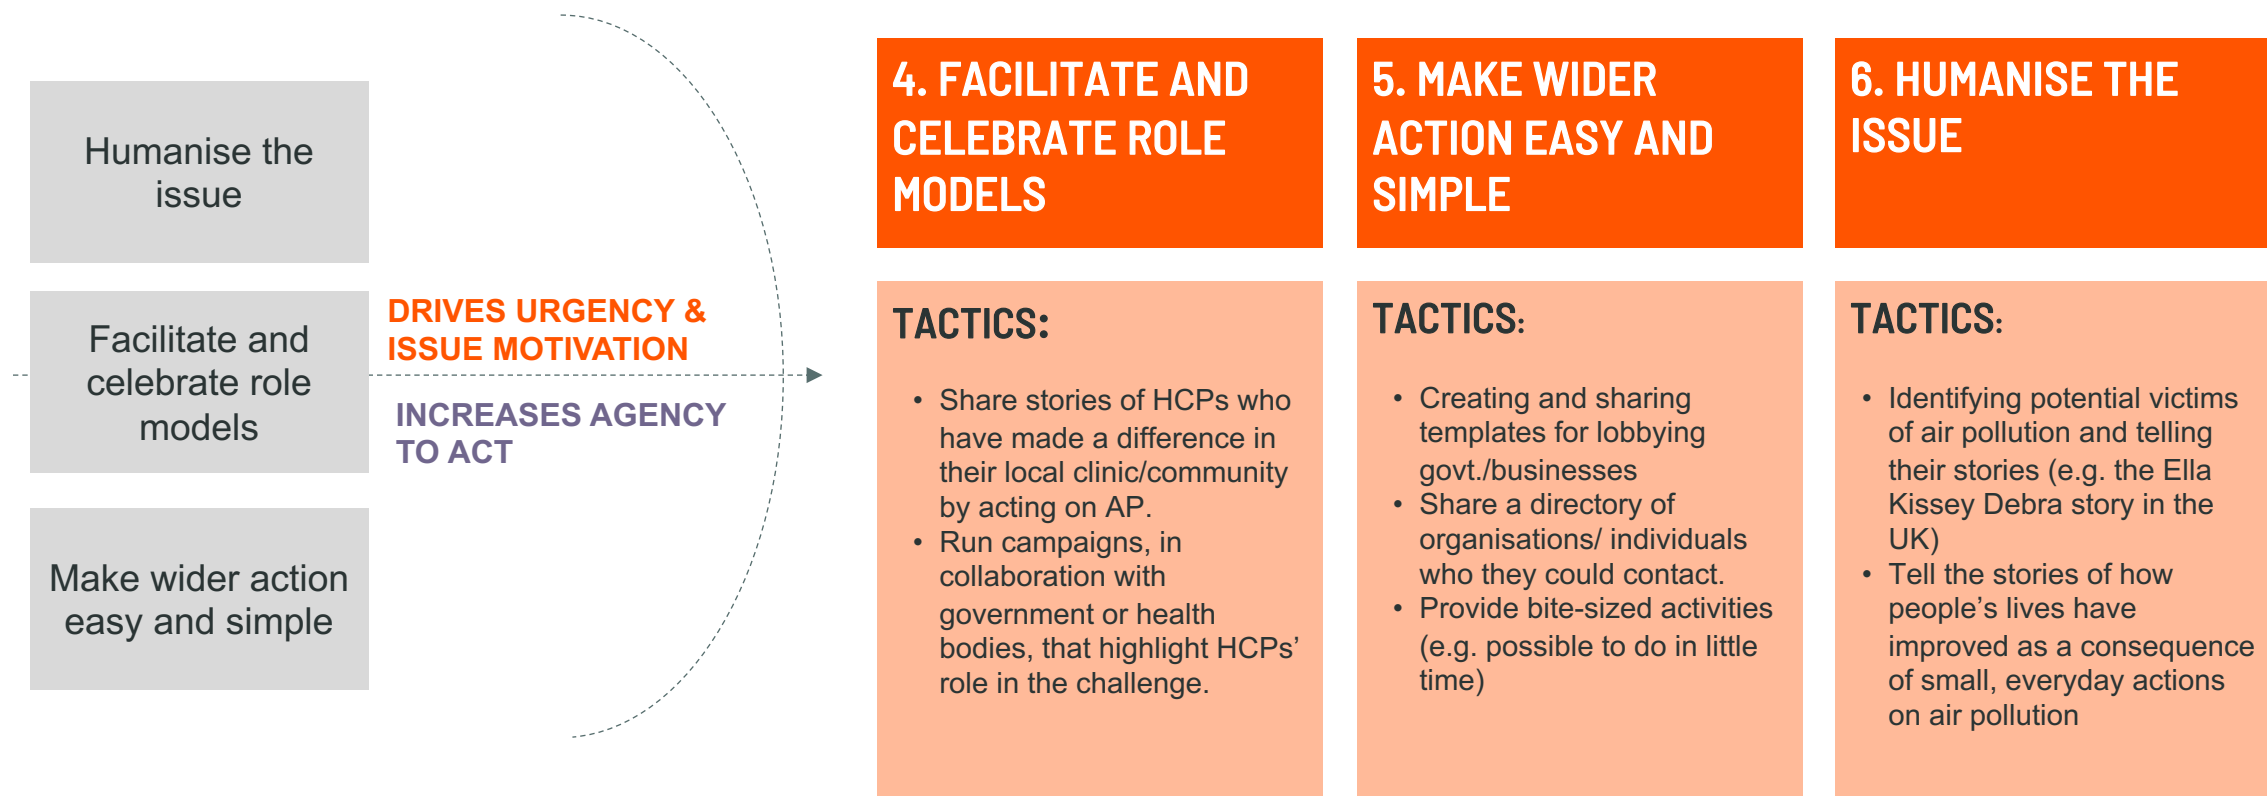 Humanise the
issue
Facilitate and
celebrate role
models
Make wider action
easy and simple
DRIVES URGENCY &
ISSUE MOTIVATION
INCREASES AGENCY
TO ACT
4. FACILITATE AND
CELEBRATE ROLE
MODELS
TACTICS:
• Share stories of HCPs who
have made a difference in
their local clinic/community
by acting on AP.
• Run campaigns, in
collaboration with
government or health
bodies, that highlight HCPs’
role in the challenge.
5. MAKE WIDER
ACTION EASY AND
SIMPLE
TACTICS:
• Creating and sharing
templates for lobbying
govt./businesses
• Share a directory of
organisations/ individuals
who they could contact.
• Provide bite-sized activities
(e.g. possible to do in little
time)
6. HUMANISE THE
ISSUE
TACTICS:
• Identifying potential victims
of air pollution and telling
their stories (e.g. the Ella
Kissey Debra story in the
UK)
• Tell the stories of how
people’s lives have
improved as a consequence
of small, everyday actions
on air pollution